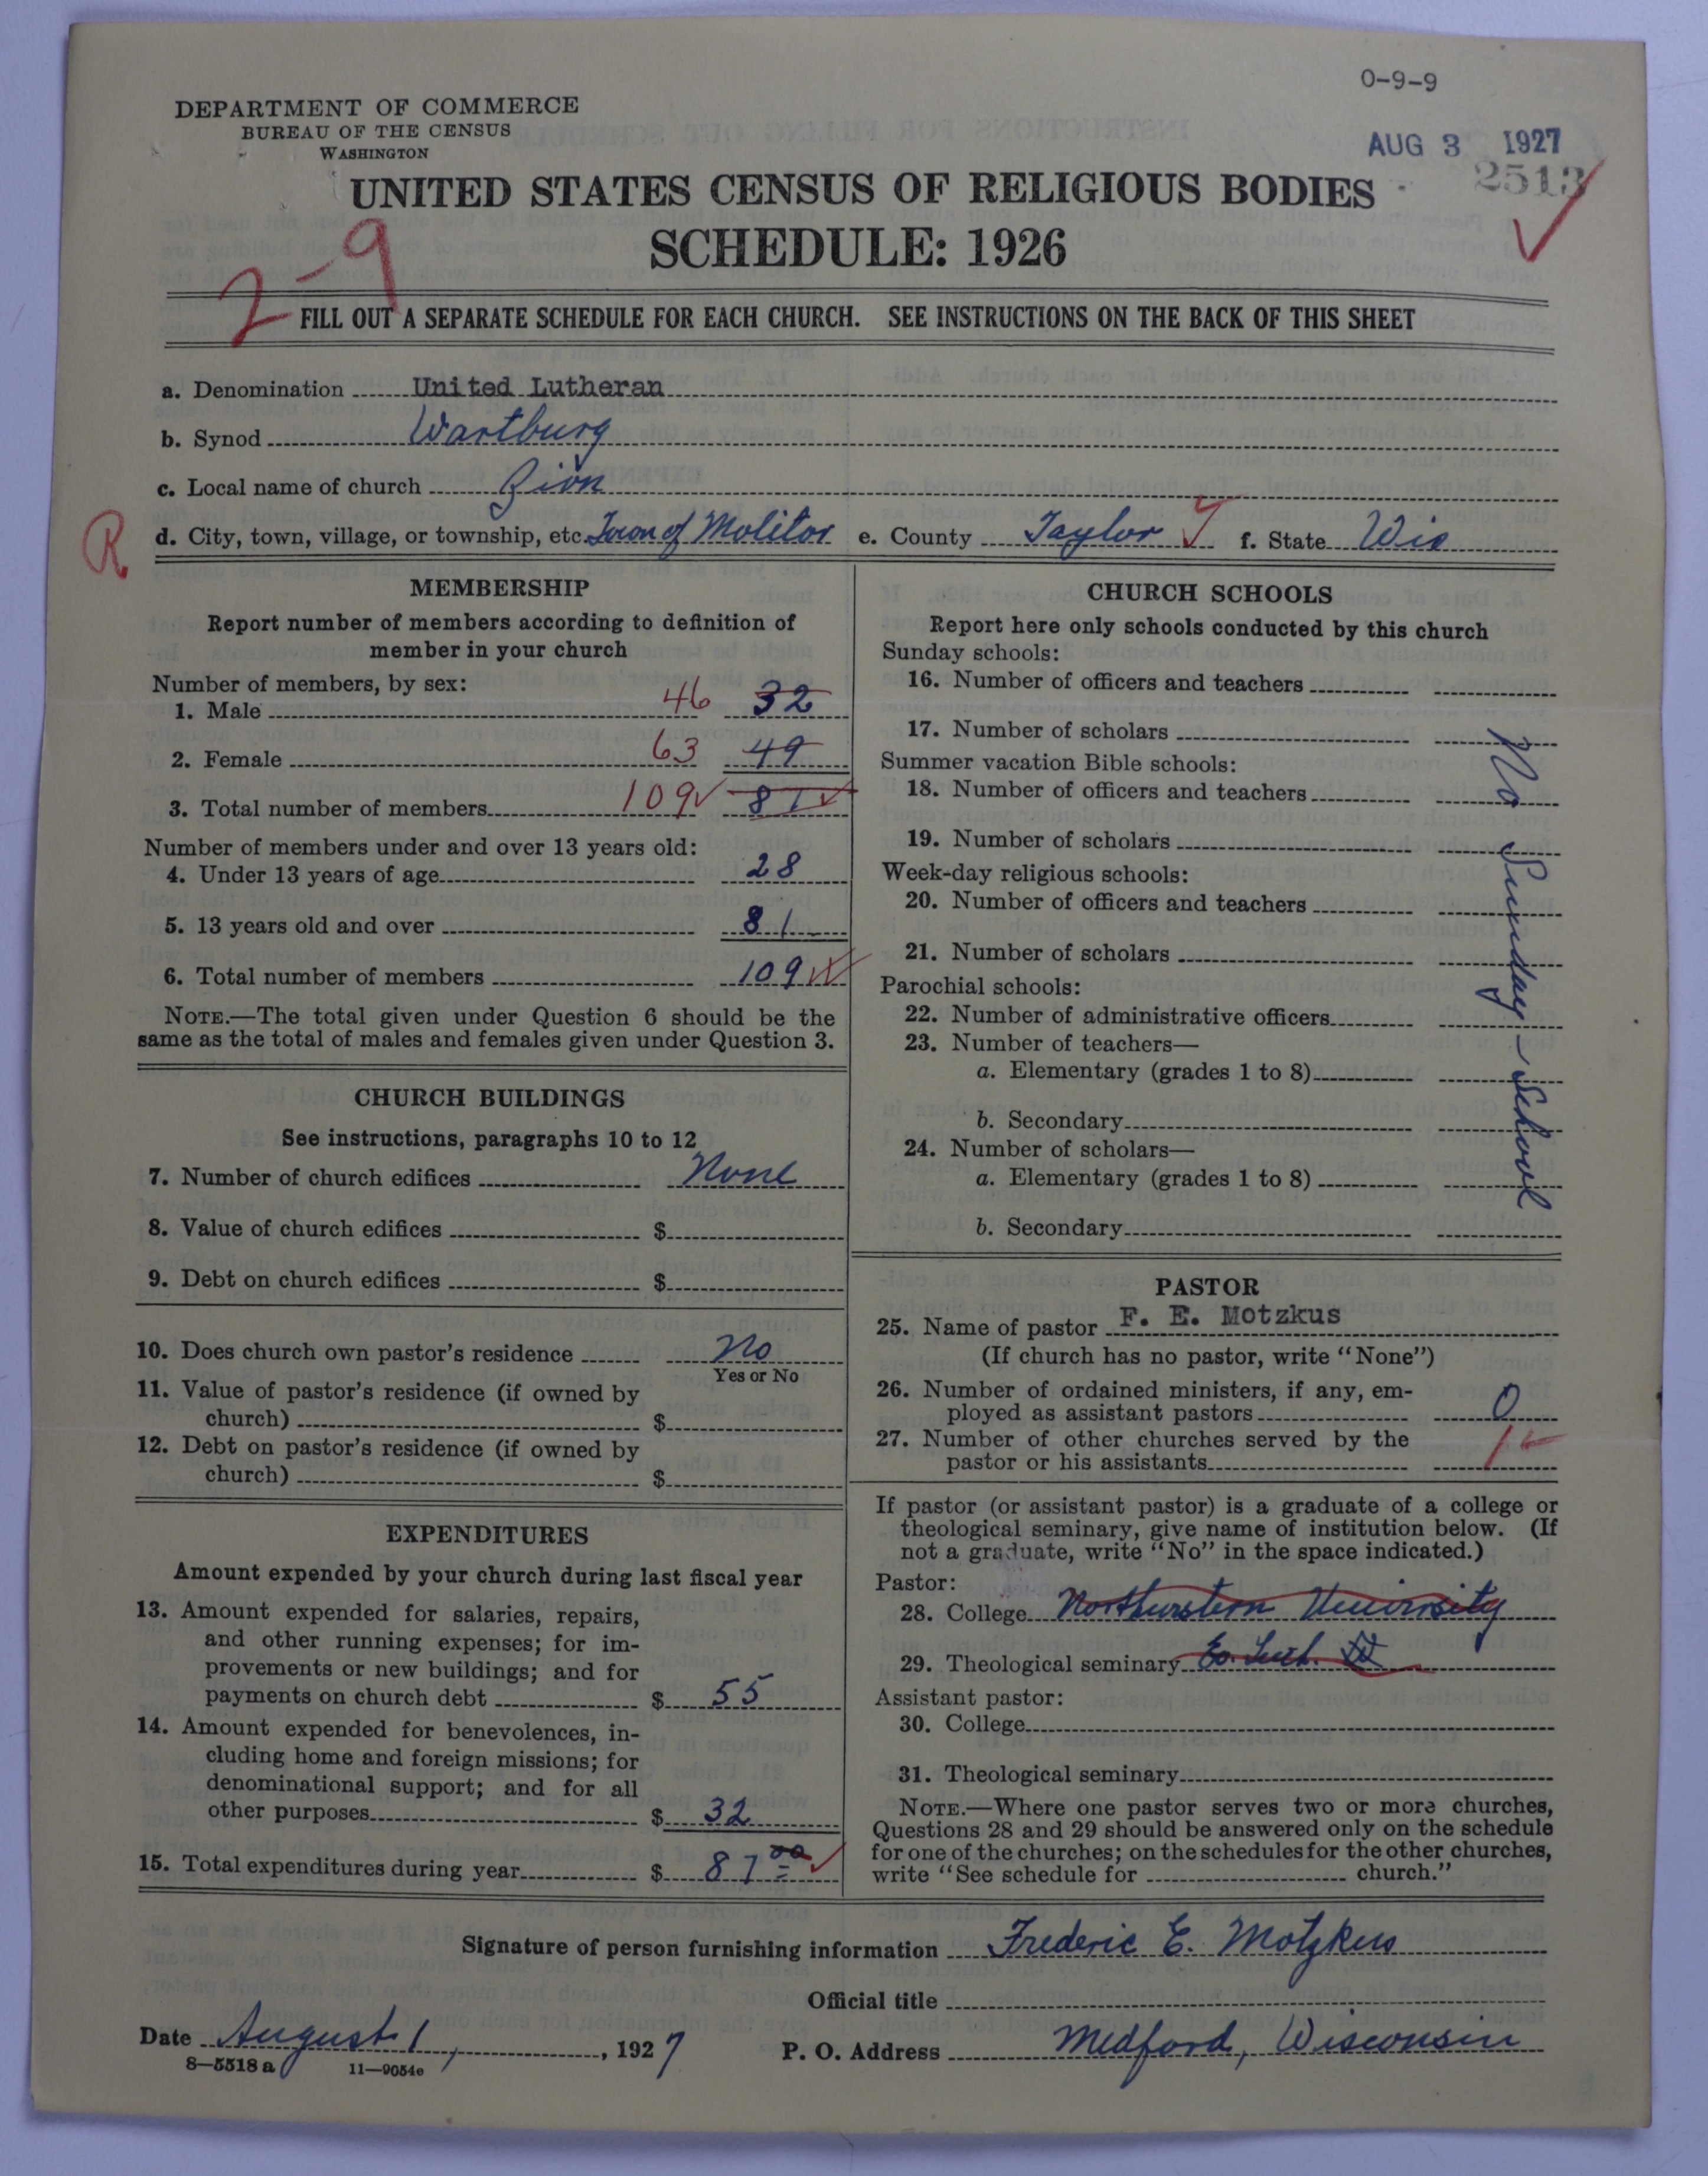 0-9-9
DEPARTMENT OF COMMERCE
BUREAU OF THE CENSUS
WASHINGTON
AUG 3 1927
2513
UNITED STATES CENSUS OF RELIGIOUS BODIES
SCHEDULE: 1926
2-9
FILL OUT A SEPARATE SCHEDULE FOR EACH CHURCH. SEE INSTRUCTIONS ON THE BACK OF THIS SHEET
a. Denomination United Lutheran
b. Synod Wartburg
c. Local name of church Zion
R
d. City, town, village, or township, etc. Town of Molitor e. County Taylor f. State Wis
MEMBERSHIP
Report number of members according to definition of
member in your church
Number of members, by sex:
1. Male 46 32
2. Female 63 49
3. Total number of members 109 81
Number of members under and over 13 years old:
4. Under 13 years of age 28
5. 13 years old and over 81
6. Total number of members 109
NOTE.—The total given under Question 6 should be the
same as the total of males and females given under Question 3.
CHURCH BUILDINGS
See instructions, paragraphs 10 to 12
7. Number of church edifices None
8. Value of church edifices $
9. Debt on church edifices $
10. Does church own pastor's residence No
Yes or No
11. Value of pastor's residence (if owned by
church) $
12. Debt on pastor's residence (if owned by
church) $
EXPENDITURES
Amount expended by your church during last fiscal year
13. Amount expended for salaries, repairs,
and other running expenses; for im-
provements or new buildings; and for
payments on church debt $ 55
14. Amount expended for benevolences, in-
cluding home and foreign missions; for
denominational support; and for all
other purposes $ 32
15. Total expenditures during year $ 87 00
CHURCH SCHOOLS
Report here only schools conducted by this church
Sunday schools:
16. Number of officers and teachers
17. Number of scholars
Summer vacation Bible schools:
18. Number of officers and teachers
19. Number of scholars
Week-day religious schools:
20. Number of officers and teachers
21. Number of scholars
Parochial schools:
22. Number of administrative officers
23. Number of teachers—
a. Elementary (grades 1 to 8)
b. Secondary
24. Number of scholars—
a. Elementary (grades 1 to 8)
b. Secondary
No Sunday-School
PASTOR
25. Name of pastor F. E. Motzkus
(If church has no pastor, write "None")
26. Number of ordained ministers, if any, em-
ployed as assistant pastors 0
27. Number of other churches served by the
pastor or his assistants 1
If pastor (or assistant pastor) is a graduate of a college or
theological seminary, give name of institution below. (If
not a graduate, write "No" in the space indicated.)
Pastor:
28. College Northwestern University
29. Theological seminary Ev. Luth.
Assistant pastor:
30. College
31. Theological seminary
NOTE.—Where one pastor serves two or more churches,
Questions 28 and 29 should be answered only on the schedule
for one of the churches; on the schedules for the other churches,
write "See schedule for church."
Signature of person furnishing information Frederic E. Motzkus
Official title
Date August 1, 1927 P. O. Address Medford, Wisconsin
8—5518 a 11—9054e